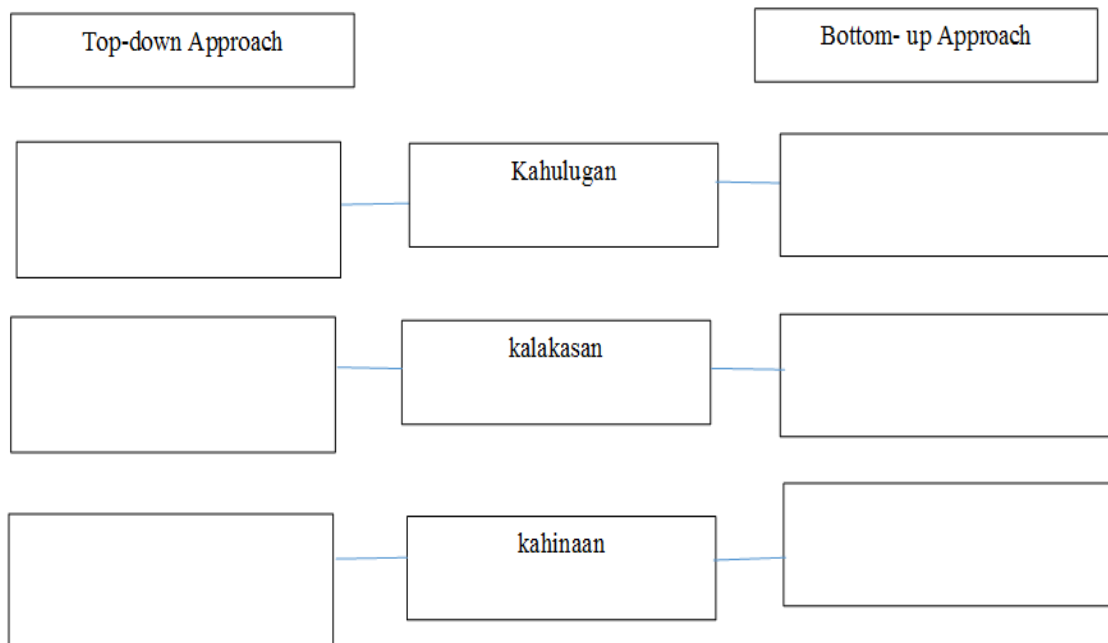 Top-down Approach
Bottom- up Approach
Kahulugan
kalakasan
kahinaan